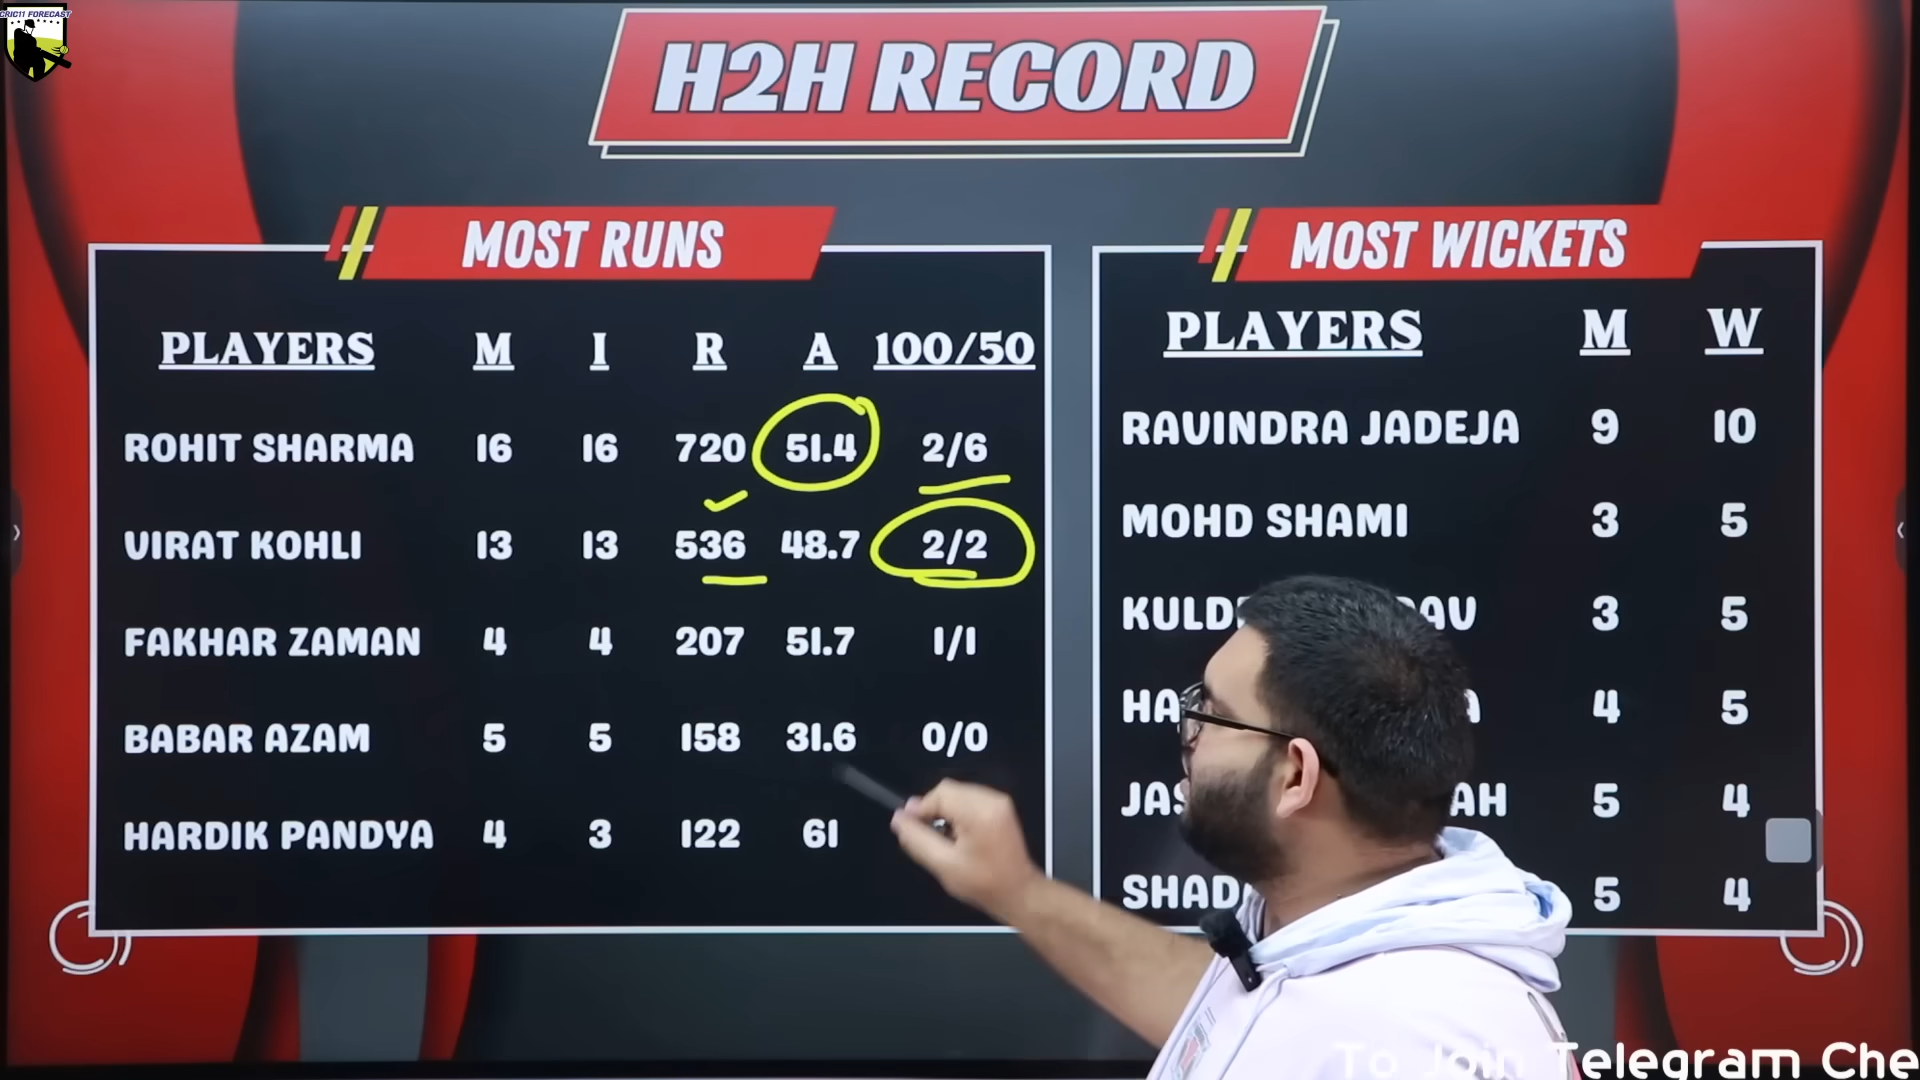 CRIC11 FORECAST
H2H RECORD
MOST RUNS
PLAYERS M I R A 100/50
ROHIT SHARMA 16 16 720 51.4 2/6
VIRAT KOHLI 13 13 536 48.7 2/2
FAKHAR ZAMAN 4 4 207 51.7 1/1
BABAR AZAM 5 5 158 31.6 0/0
HARDIK PANDYA 4 3 122 61
MOST WICKETS
PLAYERS M W
RAVINDRA JADEJA 9 10
MOHD SHAMI 3 5
3 5
4 5
5 4
5 4
To Join Telegram Che